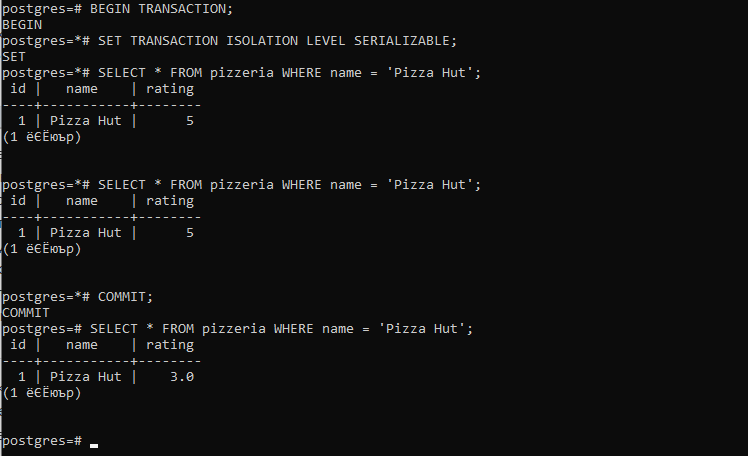 postgres=# BEGIN TRANSACTION;
BEGIN
postgres=*# SET TRANSACTION ISOLATION LEVEL SERIALIZABLE;
SET
postgres=*# SELECT * FROM pizzeria WHERE name = 'Pizza Hut';
 id |   name    | rating
----+-----------+--------
  1 | Pizza Hut |      5
(1 ёЄЁюър)
postgres=*# SELECT * FROM pizzeria WHERE name = 'Pizza Hut';
 id |   name    | rating
----+-----------+--------
  1 | Pizza Hut |      5
(1 ёЄЁюър)
postgres=*# COMMIT;
COMMIT
postgres=# SELECT * FROM pizzeria WHERE name = 'Pizza Hut';
 id |   name    | rating
----+-----------+--------
  1 | Pizza Hut |    3.0
(1 ёЄЁюър)
postgres=#